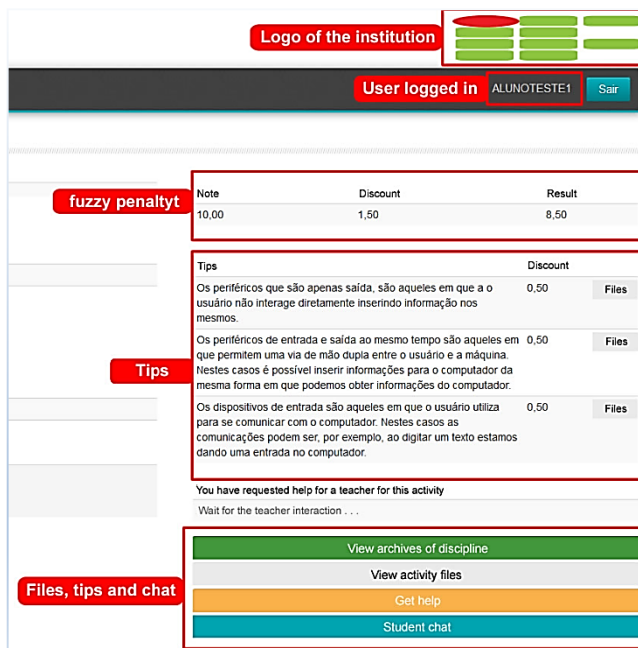 Logo of the institution
User logged in ALUNOTESTE1 Sair
fuzzy penaltyt
Note Discount Result
10,00 1,50 8,50
Tips Discount
Os periféricos que são apenas saída, são aqueles em que a o 0,50 Files
usuário não interage diretamente inserindo informação nos
mesmos.
Os periféricos de entrada e saída ao mesmo tempo são aqueles em 0,50 Files
que permitem uma via de mão dupla entre o usuário e a máquina.
Tips
Nestes casos é possível inserir informações para o computador da
mesma forma em que podemos obter informações do computador.
Os dispositivos de entrada são aqueles em que o usuário utiliza 0,50 Files
para se comunicar com o computador. Nestes casos as
comunicações podem ser, por exemplo, ao digitar um texto estamos
dando uma entrada no computador.
You have requested help for a teacher for this activity
Wait for the teacher interaction . . .
View archives of discipline
View activity files
Files, tips and chat
Get help
Student chat